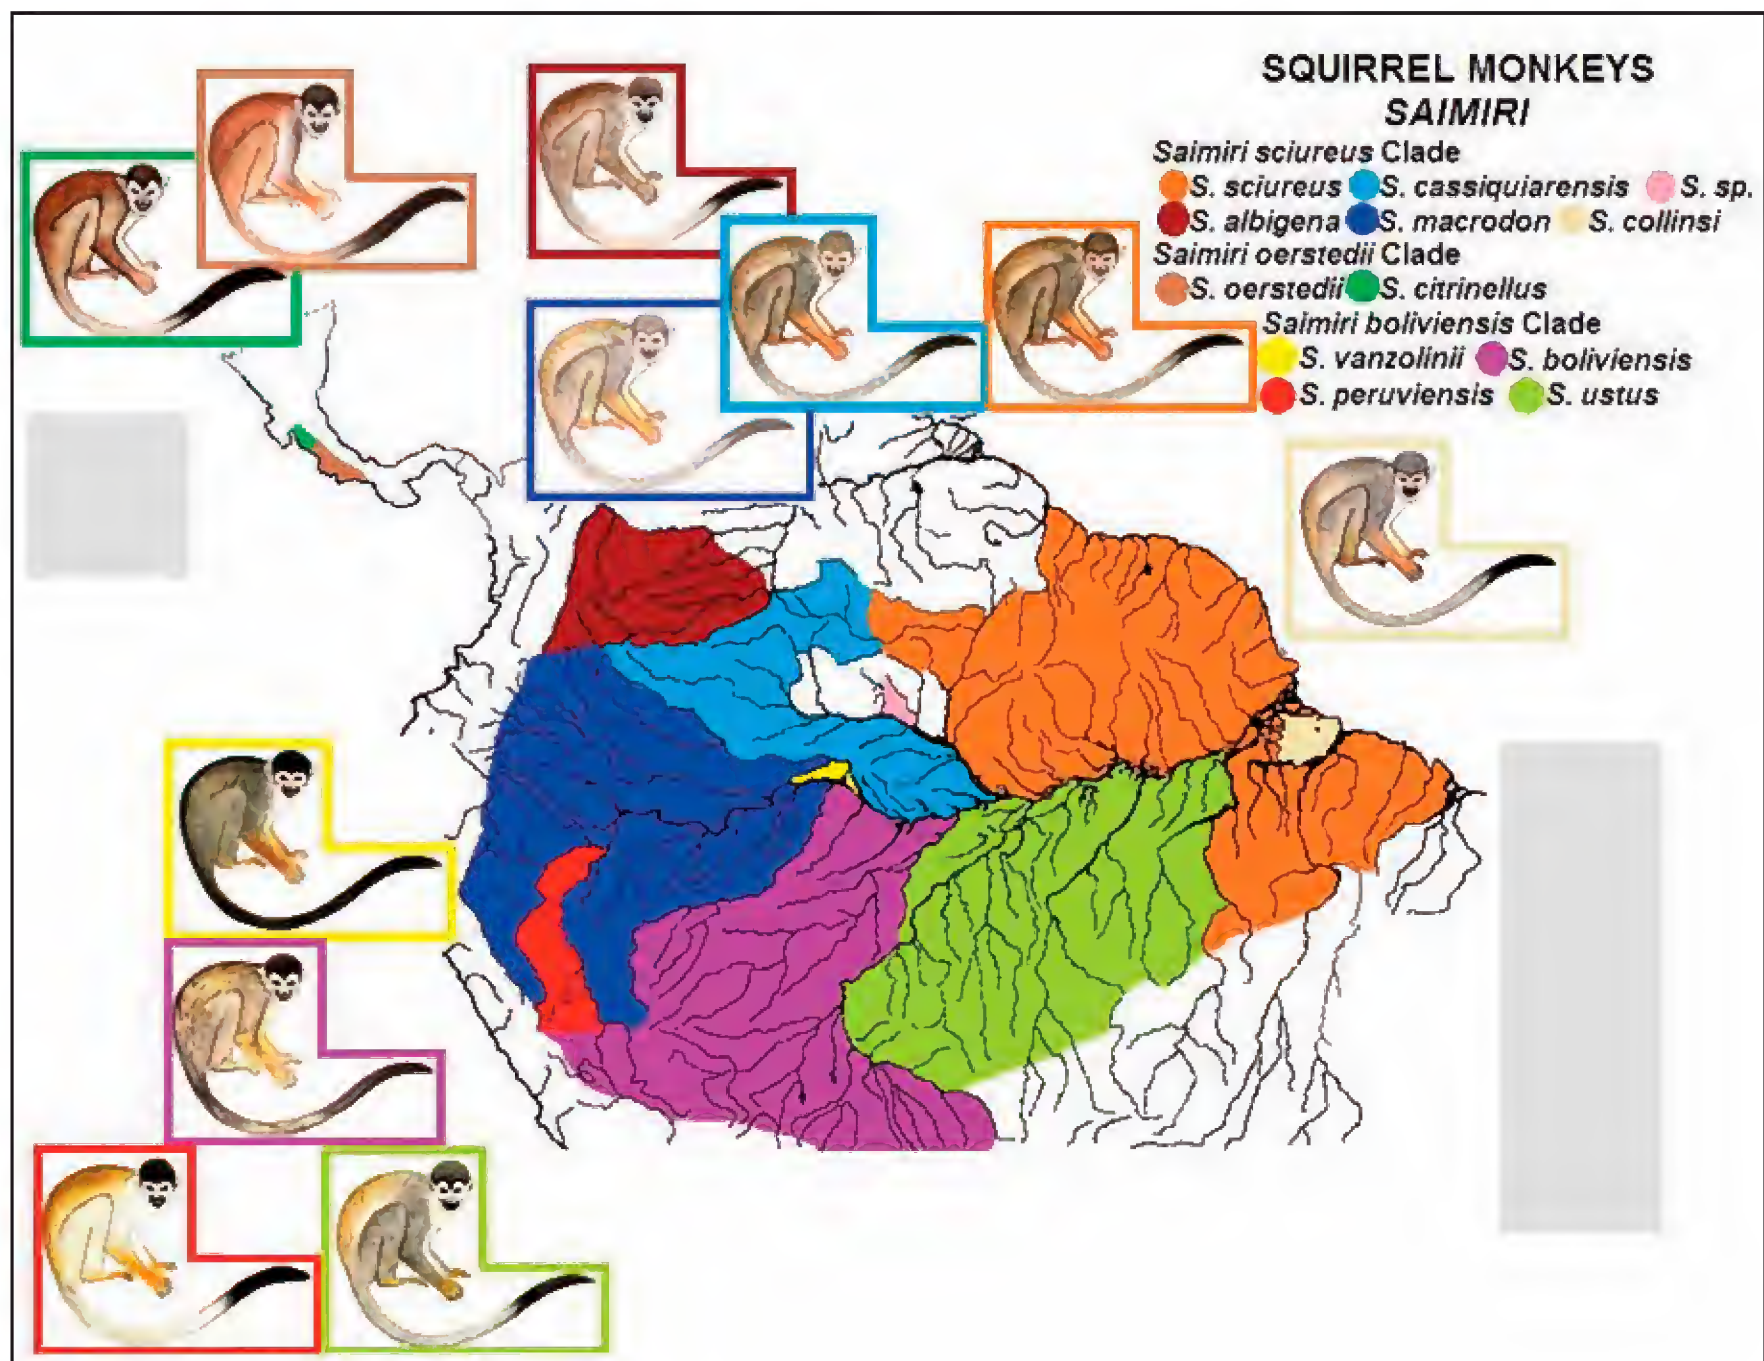 SQUIRREL MONKEYS
SAIMIRI
Saimiri sciureus Clade
S. sciureus S. cassiquiarensis S. sp.
S. albigena S. macrodon S. collinsi
Saimiri oerstedii Clade
S. oerstedii S. citrinellus
Saimiri boliviensis Clade
S. vanzolinii S. boliviensis
S. peruviensis S. ustus